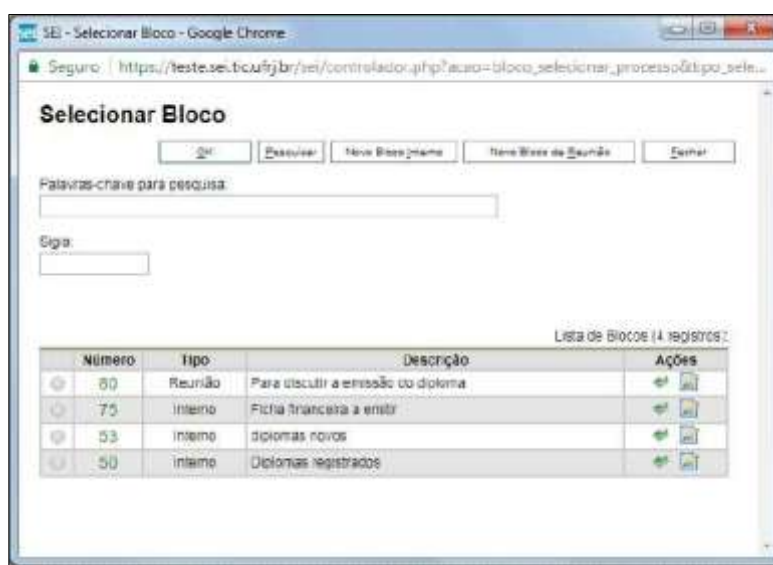 SEI - Selecionar Bloco - Google Chrome
Seguro https://teste.sei.tic.ufrj.br/sei/controlador.php?acao=bloco_selecionar_processo&tipo_sele...
Selecionar Bloco
OK Pesquisar Novo Bloco Interno Novo Bloco de Reunião Fechar
Palavras-chave para pesquisa:
Sigla:
Lista de Blocos (4 registros):
Número Tipo Descrição Ações
80 Reunião Para discutir a emissão do diploma
75 Interno Ficha financeira a emitir
53 Interno diplomas novos
50 Interno Diplomas registrados